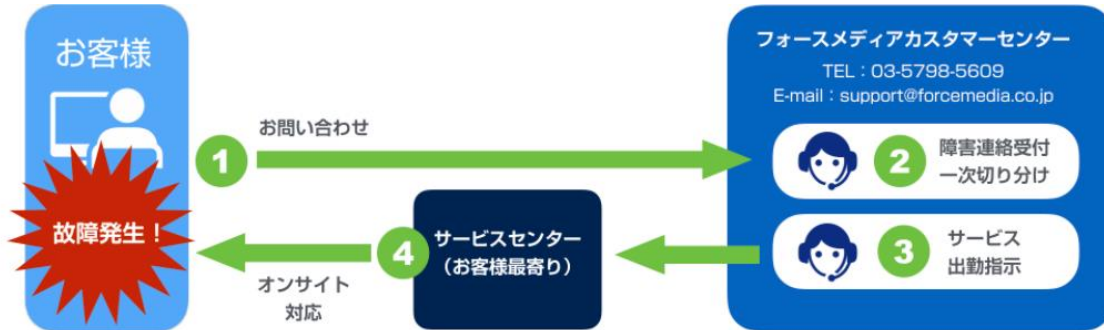 お客様
故障発生！
1
お問い合わせ
フォースメディアカスタマーセンター
TEL：03-5798-5609
E-mail：support@forcemedia.co.jp
2
障害連絡受付
一次切り分け
3
サービス
出勤指示
サービスセンター
（お客様最寄り）
4
オンサイト
対応